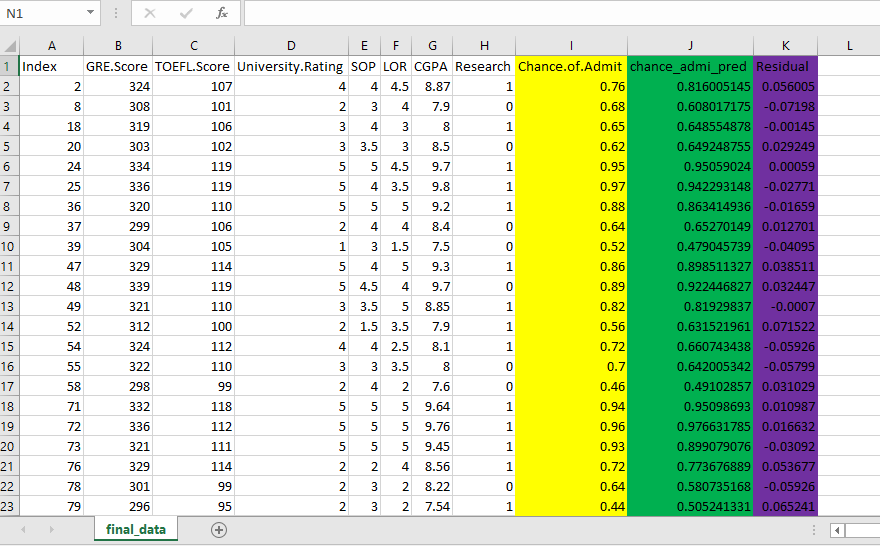 N1 fx
A B C D E F G H I J K L
1 Index GRE.Score TOEFL.Score University.Rating SOP LOR CGPA Research Chance.of.Admit chance_admi_pred Residual
2 2 324 107 4 4 4.5 8.87 1 0.76 0.816005145 0.056005
3 8 308 101 2 3 4 7.9 0 0.68 0.608017175 -0.07198
4 18 319 106 3 4 3 8 1 0.65 0.648554878 -0.00145
5 20 303 102 3 3.5 3 8.5 0 0.62 0.649248755 0.029249
6 24 334 119 5 5 4.5 9.7 1 0.95 0.95059024 0.00059
7 25 336 119 5 4 3.5 9.8 1 0.97 0.942293148 -0.02771
8 36 320 110 5 5 5 9.2 1 0.88 0.863414936 -0.01659
9 37 299 106 2 4 4 8.4 0 0.64 0.65270149 0.012701
10 39 304 105 1 3 1.5 7.5 0 0.52 0.479045739 -0.04095
11 47 329 114 5 4 5 9.3 1 0.86 0.898511327 0.038511
12 48 339 119 5 4.5 4 9.7 0 0.89 0.922446827 0.032447
13 49 321 110 3 3.5 5 8.85 1 0.82 0.81929837 -0.0007
14 52 312 100 2 1.5 3.5 7.9 1 0.56 0.631521961 0.071522
15 54 324 112 4 4 2.5 8.1 1 0.72 0.660743438 -0.05926
16 55 322 110 3 3 3.5 8 0 0.7 0.642005342 -0.05799
17 58 298 99 2 4 2 7.6 0 0.46 0.49102857 0.031029
18 71 332 118 5 5 5 9.64 1 0.94 0.95098693 0.010987
19 72 336 112 5 5 5 9.76 1 0.96 0.976631785 0.016632
20 73 321 111 5 5 5 9.45 1 0.93 0.899079076 -0.03092
21 76 329 114 2 2 4 8.56 1 0.72 0.773676889 0.053677
22 78 301 99 2 3 2 8.22 0 0.64 0.580735168 -0.05926
23 79 296 95 2 3 2 7.54 1 0.44 0.505241331 0.065241
final_data